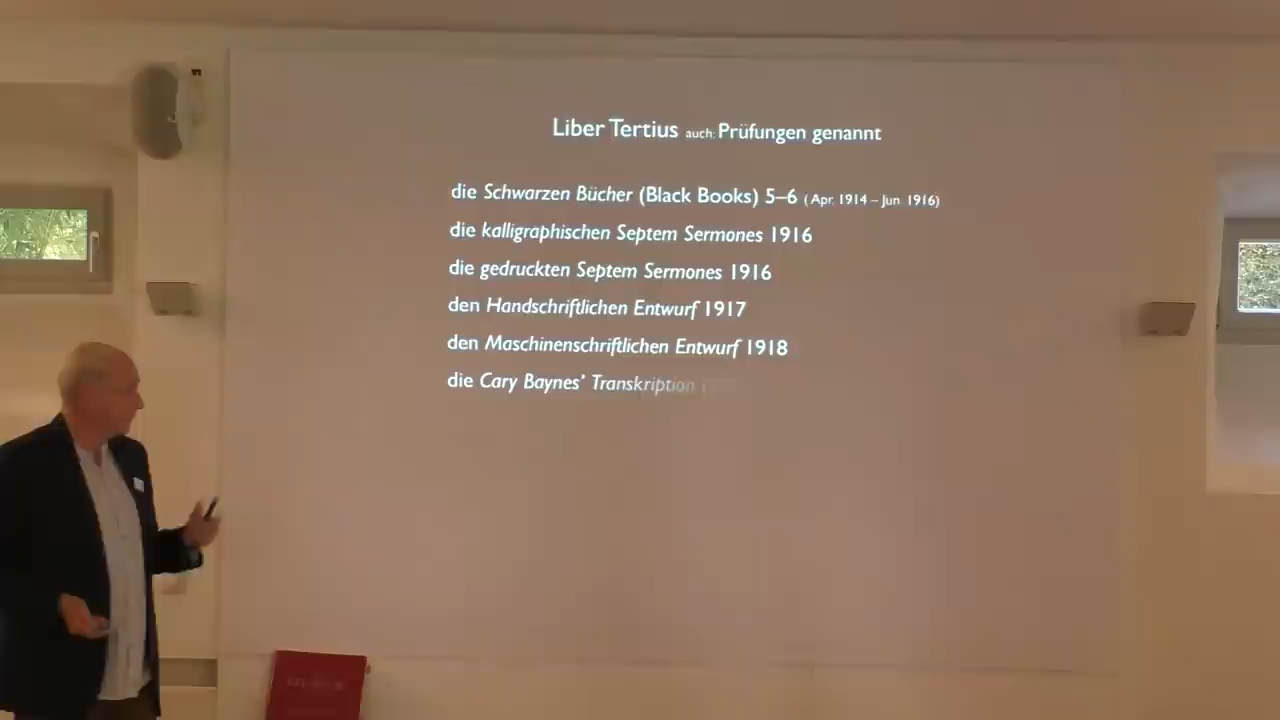 Liber Tertius auch: Prüfungen genannt
die Schwarzen Bücher (Black Books) 5–6 (Apr. 1914 – Jun 1916)
die kalligraphischen Septem Sermones 1916
die gedruckten Septem Sermones 1916
den Handschriftlichen Entwurf 1917
den Maschinenschriftlichen Entwurf 1918
die Cary Baynes’ Transkription